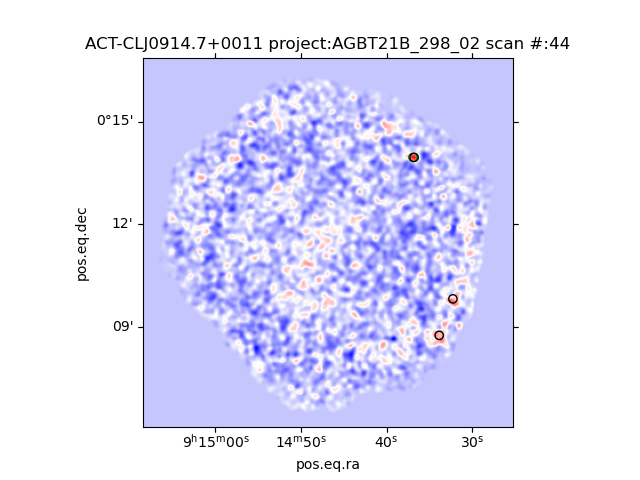 ACT-CLJ0914.7+0011 project:AGBT21B_298_02 scan #:44
pos.eq.dec
0°15'
12'
09'
9ʰ15ᵐ00ˢ 14ᵐ50ˢ 40ˢ 30ˢ
pos.eq.ra